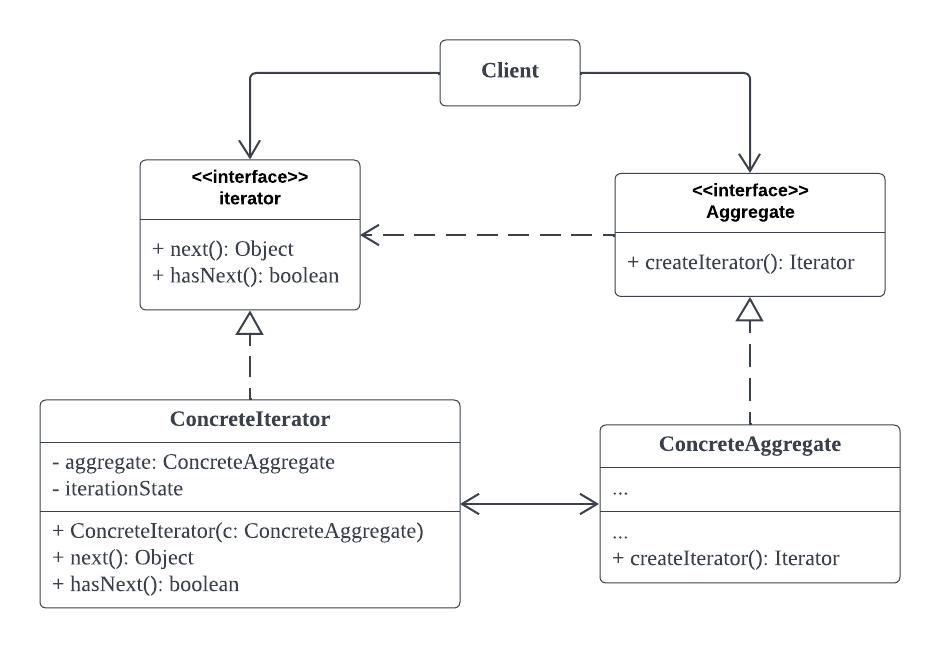 Client
<<interface>>
iterator
+ next(): Object
+ hasNext(): boolean
<<interface>>
Aggregate
+ createIterator(): Iterator
ConcreteIterator
- aggregate: ConcreteAggregate
- iterationState
+ ConcreteIterator(c: ConcreteAggregate)
+ next(): Object
+ hasNext(): boolean
ConcreteAggregate
...
...
+ createIterator(): Iterator